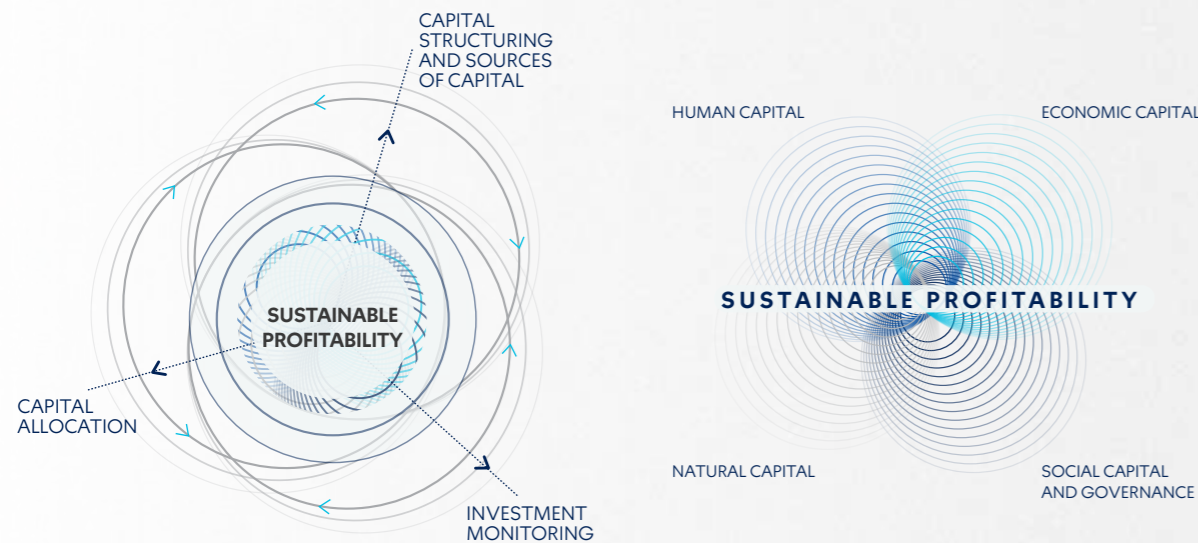 CAPITAL
STRUCTURING
AND SOURCES
OF CAPITAL
SUSTAINABLE
PROFITABILITY
CAPITAL
ALLOCATION
INVESTMENT
MONITORING
HUMAN CAPITAL
ECONOMIC CAPITAL
SUSTAINABLE PROFITABILITY
NATURAL CAPITAL
SOCIAL CAPITAL
AND GOVERNANCE